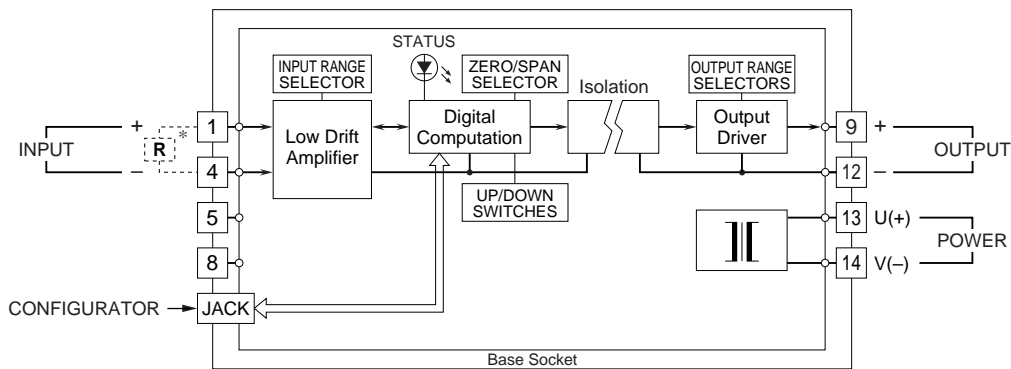 STATUS
INPUT RANGE
SELECTOR
ZERO/SPAN
SELECTOR
Isolation
OUTPUT RANGE
SELECTORS
INPUT
+
–
R
*
1
4
5
8
Low Drift
Amplifier
Digital
Computation
UP/DOWN
SWITCHES
Output
Driver
9
+
12
–
OUTPUT
13
U(+)
14
V(–)
POWER
CONFIGURATOR
JACK
Base Socket